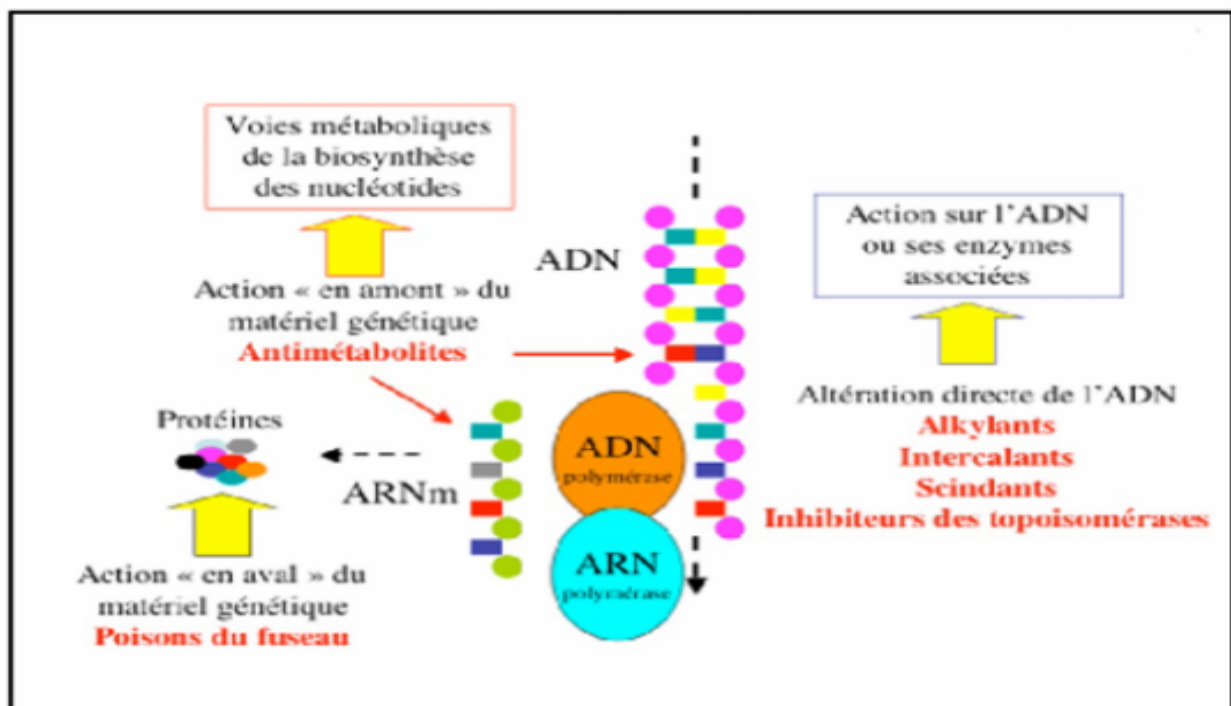 Voies métaboliques
de la biosynthèse
des nucléotides
Action « en amont » du
matériel génétique
Antimétabolites
ADN
Action sur l'ADN
ou ses enzymes
associées
Altération directe de l'ADN
Alkylants
Intercalants
Scindants
Inhibiteurs des topoisomérases
Protéines
ARNm
ADN
polymérase
ARN
polymérase
Action « en aval » du
matériel génétique
Poisons du fuseau